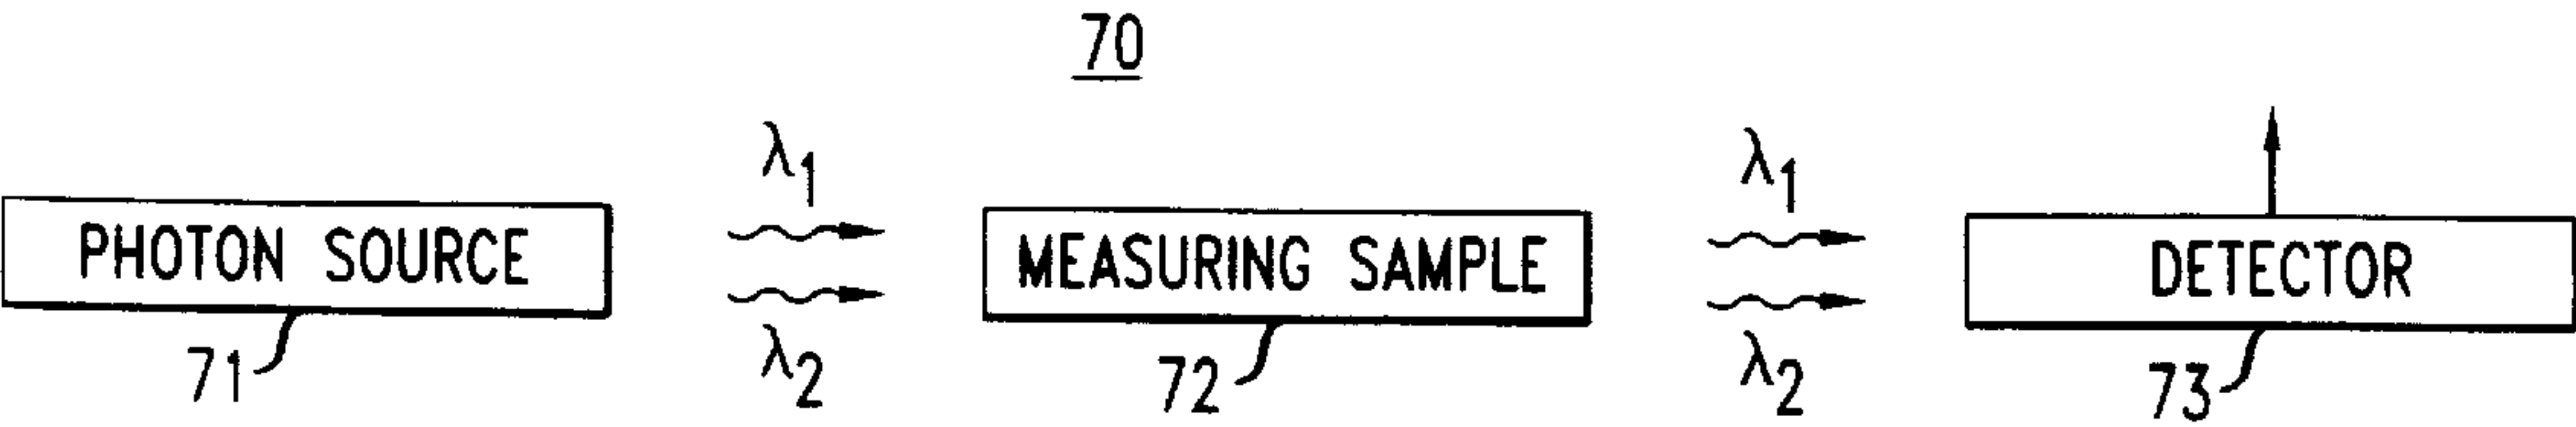 70
λ1
λ1
PHOTON SOURCE
MEASURING SAMPLE
DETECTOR
λ2
λ2
71
72
73